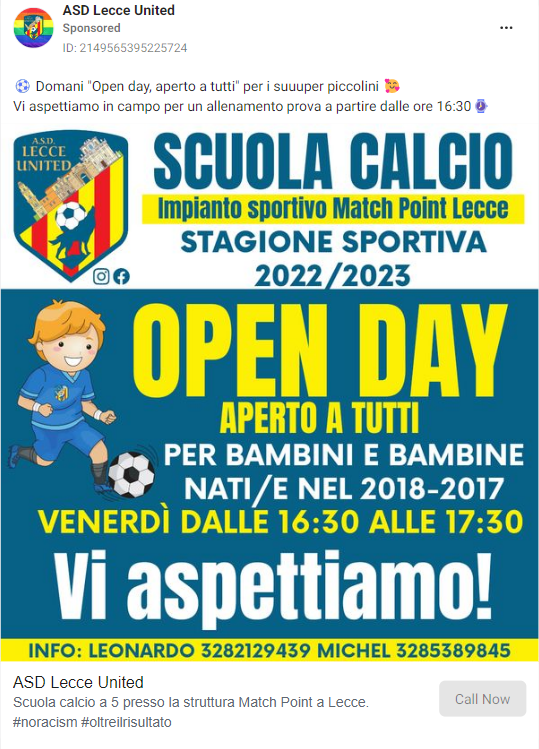 ASD Lecce United
Sponsored
ID: 2149565395225724
Domani "Open day, aperto a tutti" per i suuuper piccolini
Vi aspettiamo in campo per un allenamento prova a partire dalle ore 16:30
A.S.D.
LECCE
UNITED
SCUOLA CALCIO
Impianto sportivo Match Point Lecce
STAGIONE SPORTIVA
2022/2023
OPEN DAY
APERTO A TUTTI
PER BAMBINI E BAMBINE
NATI/E NEL 2018-2017
VENERDÌ DALLE 16:30 ALLE 17:30
Vi aspettiamo!
INFO: LEONARDO 3282129439 MICHEL 3285389845
ASD Lecce United
Scuola calcio a 5 presso la struttura Match Point a Lecce.
#noracism #oltreilrisultato
Call Now